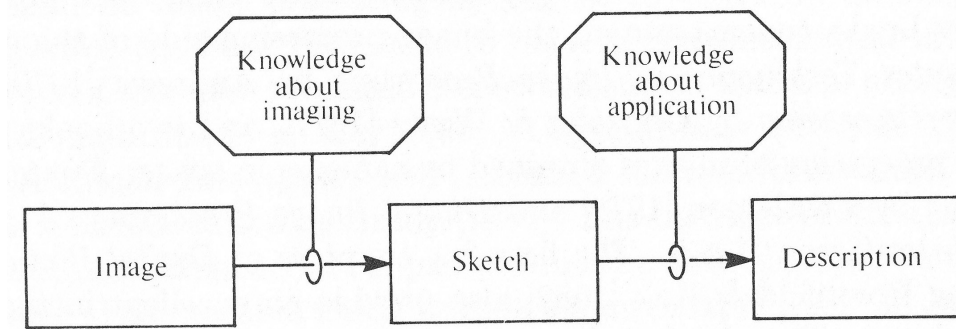 Knowledge
about
imaging
Knowledge
about
application
Image
Sketch
Description